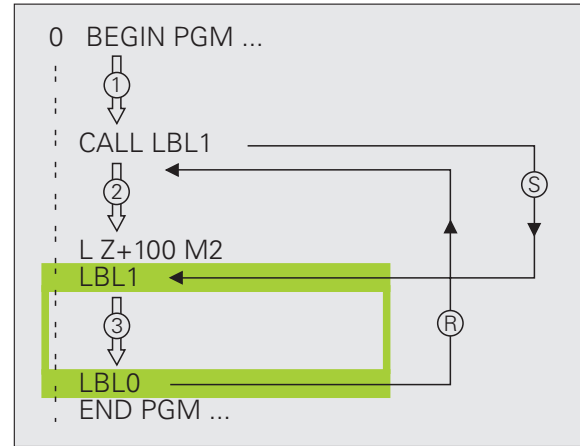 0 BEGIN PGM ...
1
CALL LBL1
S
2
L Z+100 M2
LBL1
3
R
LBL0
END PGM ...